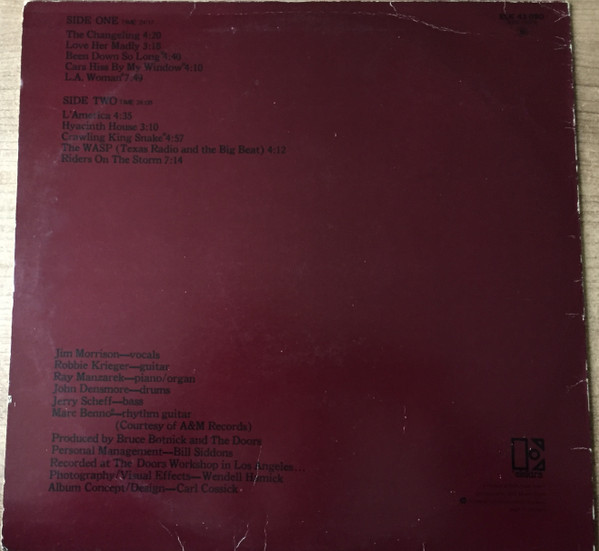 SIDE ONE TIME
The Changeling 4:20
Love Her Madly 3:18
Been Down So Long 4:40
Cars Hiss By My Window 4:10
L.A. Woman 7:49
SIDE TWO TIME
L'America 4:35
Hyacinth House 3:10
Crawling King Snake 4:57
The WASP (Texas Radio and the Big Beat) 4:12
Riders On The Storm 7:14
Jim Morrison—vocals
Robbie Krieger—guitar
Ray Manzarek—piano/organ
John Densmore—drums
Jerry Scheff—bass
Marc Benno—rhythm guitar
(Courtesy of A&M Records)
Produced by Bruce Botnick and The Doors
Personal Management—Bill Siddons
Recorded at The Doors Workshop in Los Angeles...
Photography/Visual Effects—Wendell Hamick
Album Concept/Design—Carl Cossick